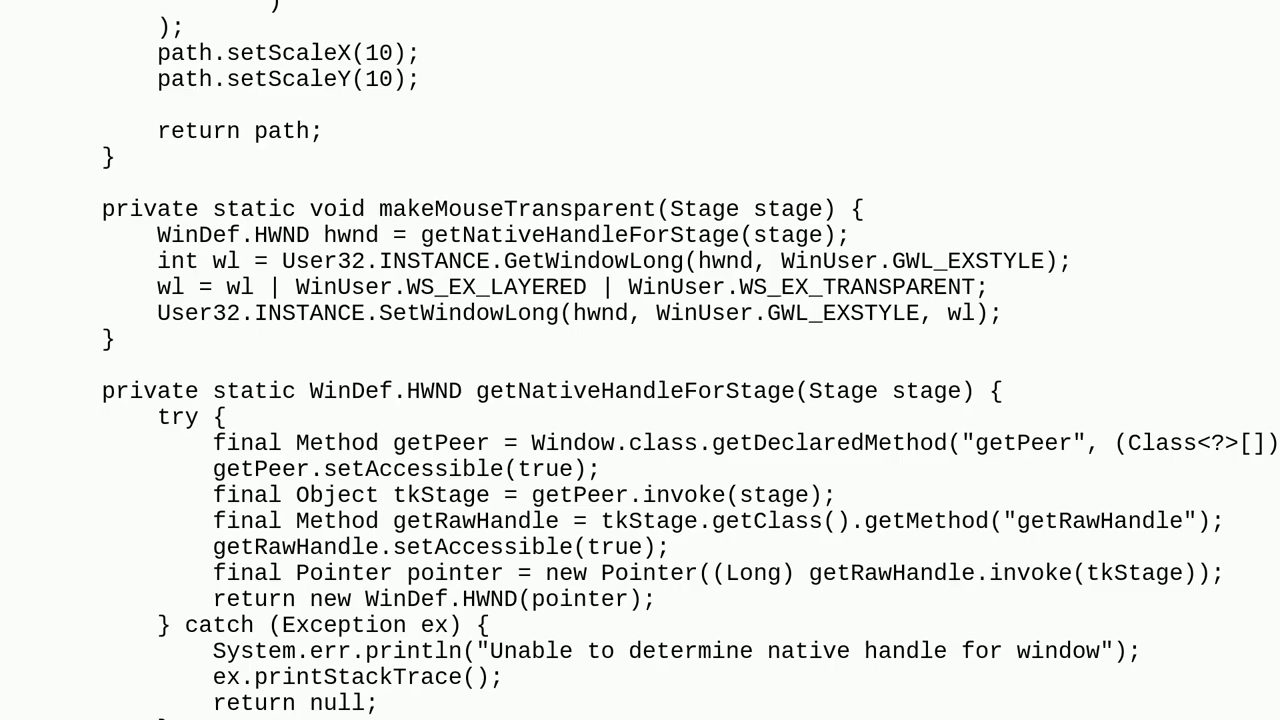 )
);
path.setScaleX(10);
path.setScaleY(10);
return path;
}
private static void makeMouseTransparent(Stage stage) {
WinDef.HWND hwnd = getNativeHandleForStage(stage);
int wl = User32.INSTANCE.GetWindowLong(hwnd, WinUser.GWL_EXSTYLE);
wl = wl | WinUser.WS_EX_LAYERED | WinUser.WS_EX_TRANSPARENT;
User32.INSTANCE.SetWindowLong(hwnd, WinUser.GWL_EXSTYLE, wl);
}
private static WinDef.HWND getNativeHandleForStage(Stage stage) {
try {
final Method getPeer = Window.class.getDeclaredMethod("getPeer", (Class<?>[])
getPeer.setAccessible(true);
final Object tkStage = getPeer.invoke(stage);
final Method getRawHandle = tkStage.getClass().getMethod("getRawHandle");
getRawHandle.setAccessible(true);
final Pointer pointer = new Pointer((Long) getRawHandle.invoke(tkStage));
return new WinDef.HWND(pointer);
} catch (Exception ex) {
System.err.println("Unable to determine native handle for window");
ex.printStackTrace();
return null;